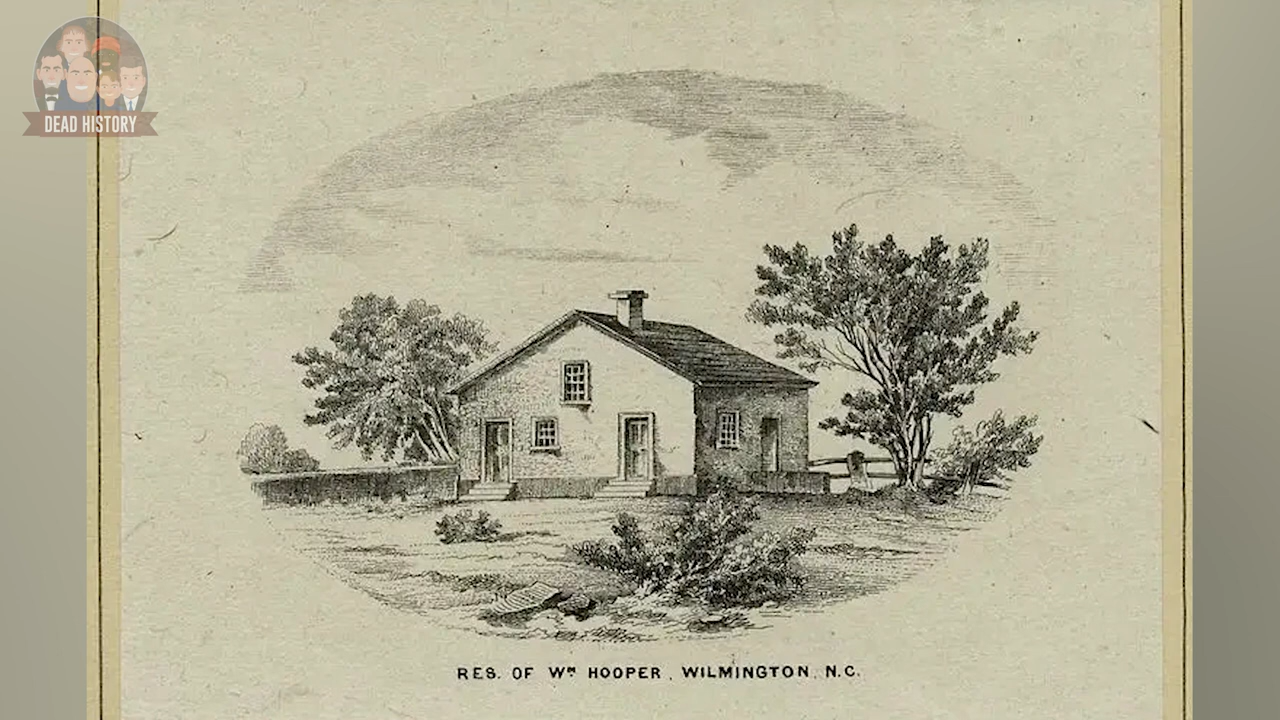 DEAD HISTORY
RES. OF Wᴹ HOOPER, WILMINGTON, N.C.